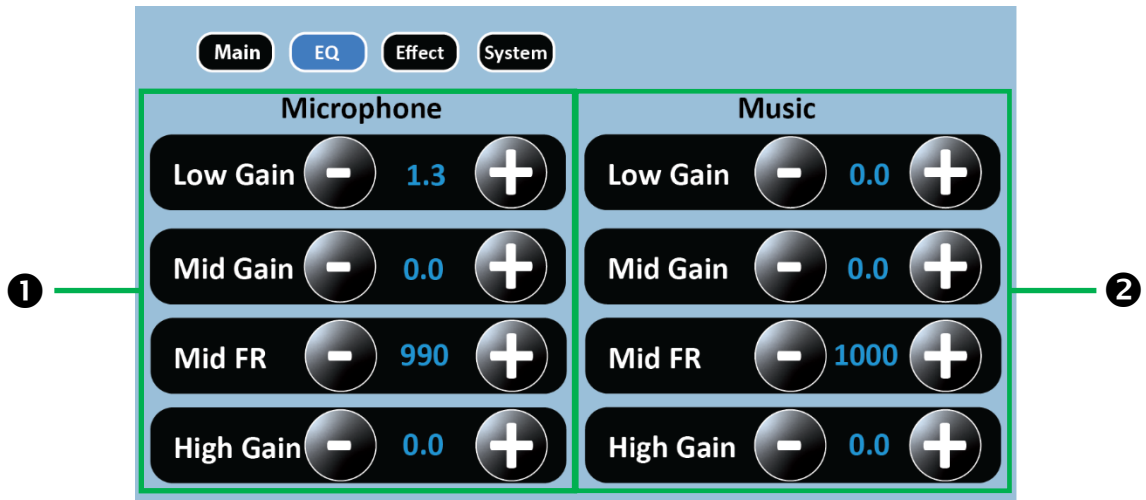 Main EQ Effect System
Microphone Music
Low Gain - 1.3 + Low Gain - 0.0 +
Mid Gain - 0.0 + Mid Gain - 0.0 +
❶ ❷
Mid FR - 990 + Mid FR - 1000 +
High Gain - 0.0 + High Gain - 0.0 +